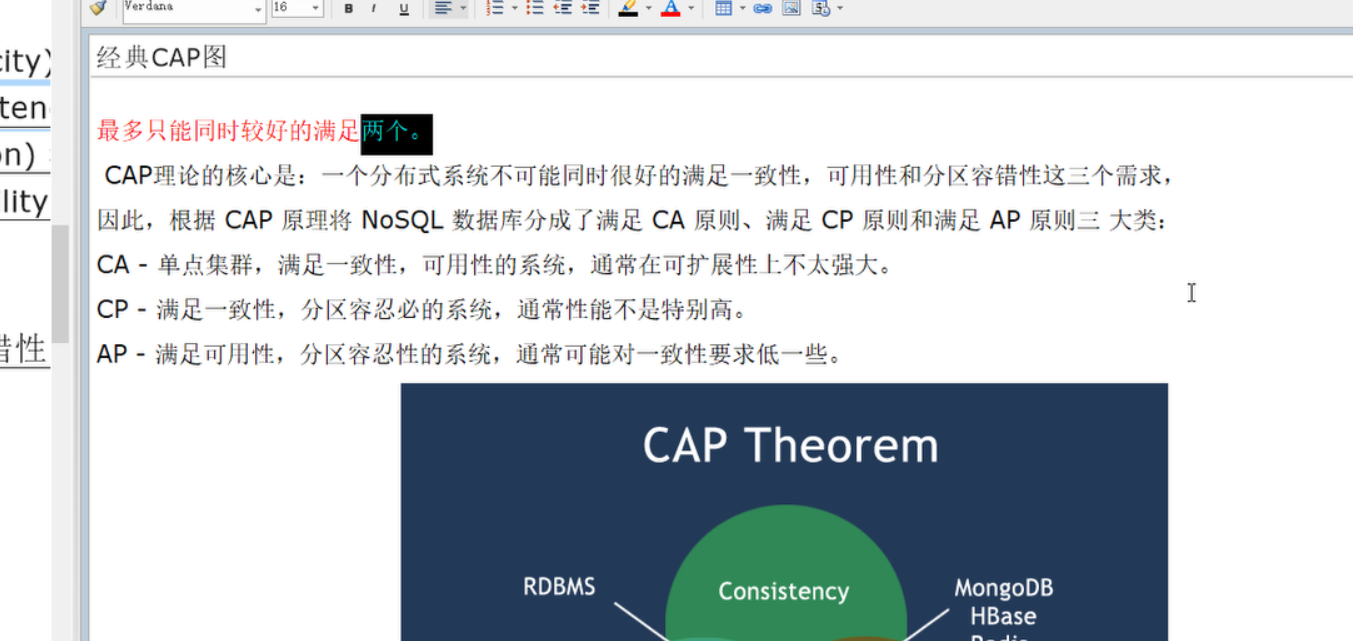 Verdana
16
B
I
U
A
city)
经典CAP图
最多只能同时较好的满足两个。
CAP理论的核心是：一个分布式系统不可能同时很好的满足一致性，可用性和分区容错性这三个需求，
lity
因此，根据 CAP 原理将 NoSQL 数据库分成了满足 CA 原则、满足 CP 原则和满足 AP 原则三 大类：
CA - 单点集群，满足一致性，可用性的系统，通常在可扩展性上不太强大。
CP - 满足一致性，分区容忍必的系统，通常性能不是特别高。
错性
AP - 满足可用性，分区容忍性的系统，通常可能对一致性要求低一些。
CAP Theorem
RDBMS
Consistency
MongoDB
HBase